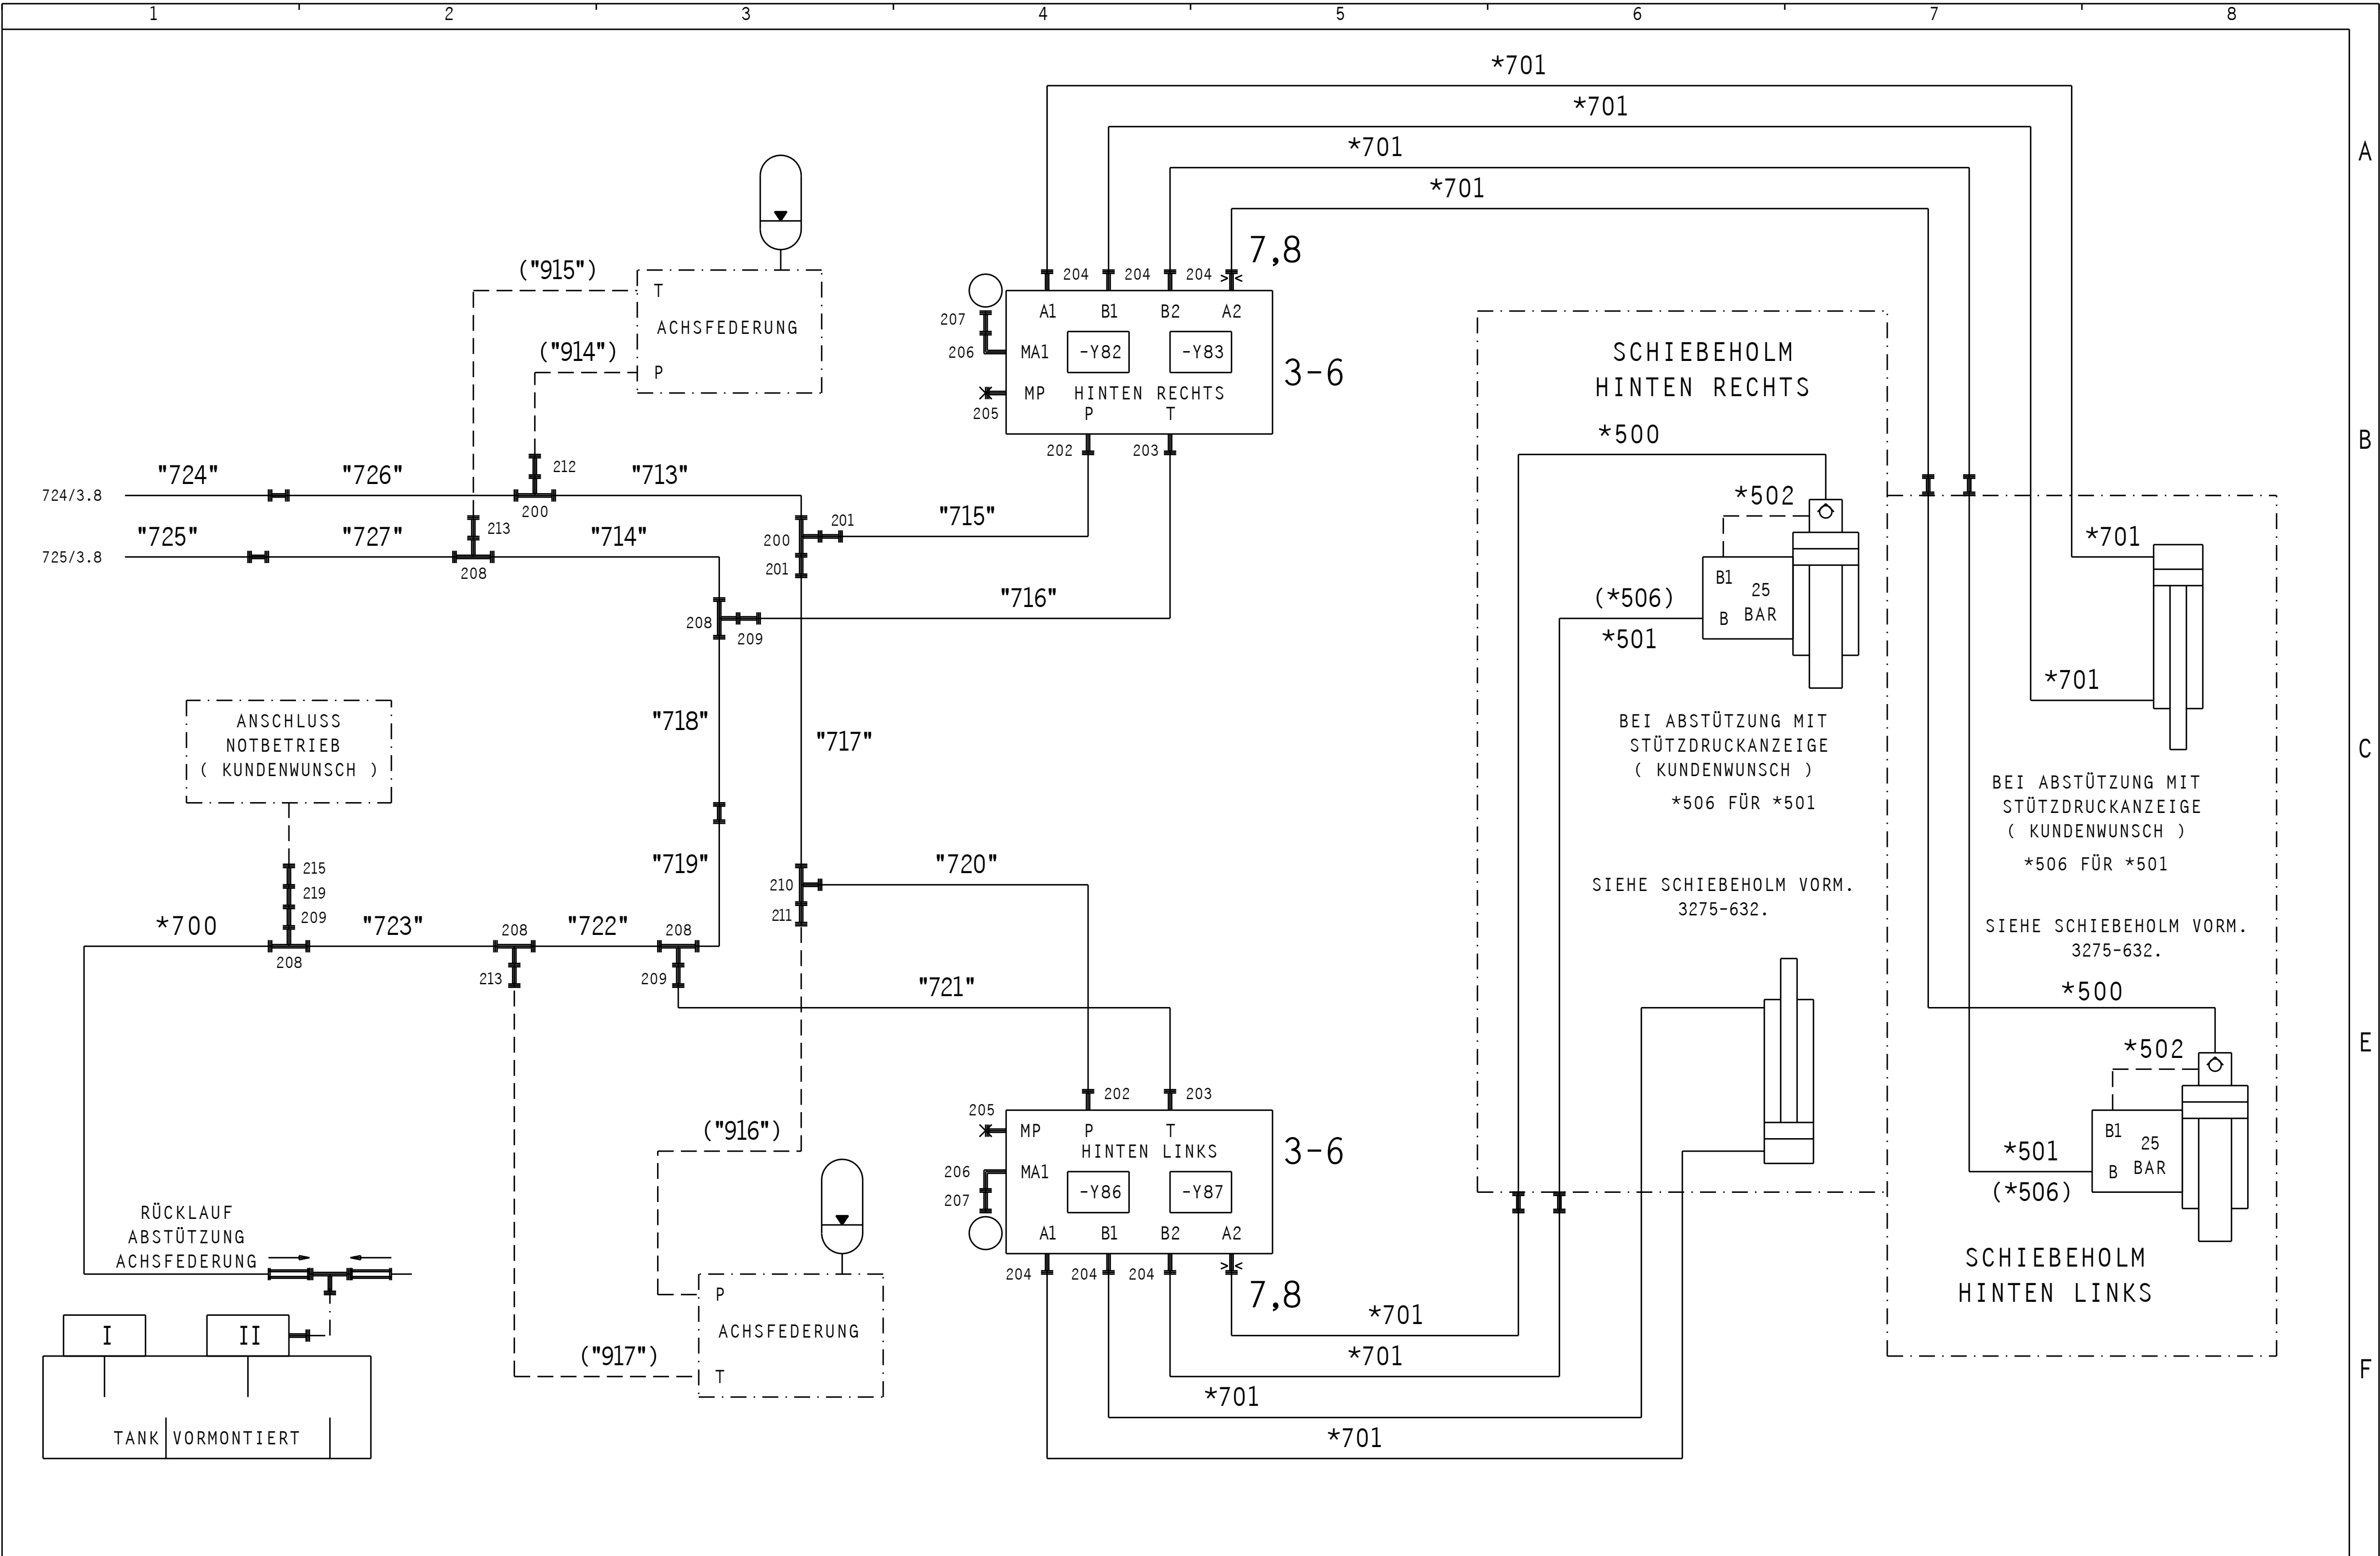 1 2 3 4 5 6 7 8
*701
*701
A
*701
*701
7,8
("915")
204 204 204 ><
T
A1 B1 B2 A2
207
ACHSFEDERUNG
("914")
206 MA1 -Y82 -Y83
SCHIEBEHOLM
3-6
P
HINTEN RECHTS
MP HINTEN RECHTS
205 P T
*500
B
202 203
"724" "726" 212 "713"
724/3.8
*502
200
201 "715"
"725" "727" 213 "714"
200
*701
725/3.8
201
208
B1 25
BAR
(*506)
"716"
B
208
209
*501
*701
"718"
ANSCHLUSS
NOTBETRIEB
( KUNDENWUNSCH )
"717"
BEI ABSTÜTZUNG MIT
STÜTZDRUCKANZEIGE
( KUNDENWUNSCH )
*506 FÜR *501
C
BEI ABSTÜTZUNG MIT
STÜTZDRUCKANZEIGE
( KUNDENWUNSCH )
*506 FÜR *501
"719" "720"
215
219
209
210
211
SIEHE SCHIEBEHOLM VORM.
3275-632.
*700 "723" 208 "722" 208
208
213 209
SIEHE SCHIEBEHOLM VORM.
3275-632.
"721"
*500
E
*502
202 203
205
MP P T
("916")
HINTEN LINKS
3-6
B1 25
BAR
B
*501
(*506)
206 MA1
207
-Y86 -Y87
RÜCKLAUF
ABSTÜTZUNG
ACHSFEDERUNG
A1 B1 B2 A2
SCHIEBEHOLM
HINTEN LINKS
204 204 204 ><
7,8
P
*701
I II
ACHSFEDERUNG
("917")
*701
T
F
*701
TANK VORMONTIERT
*701